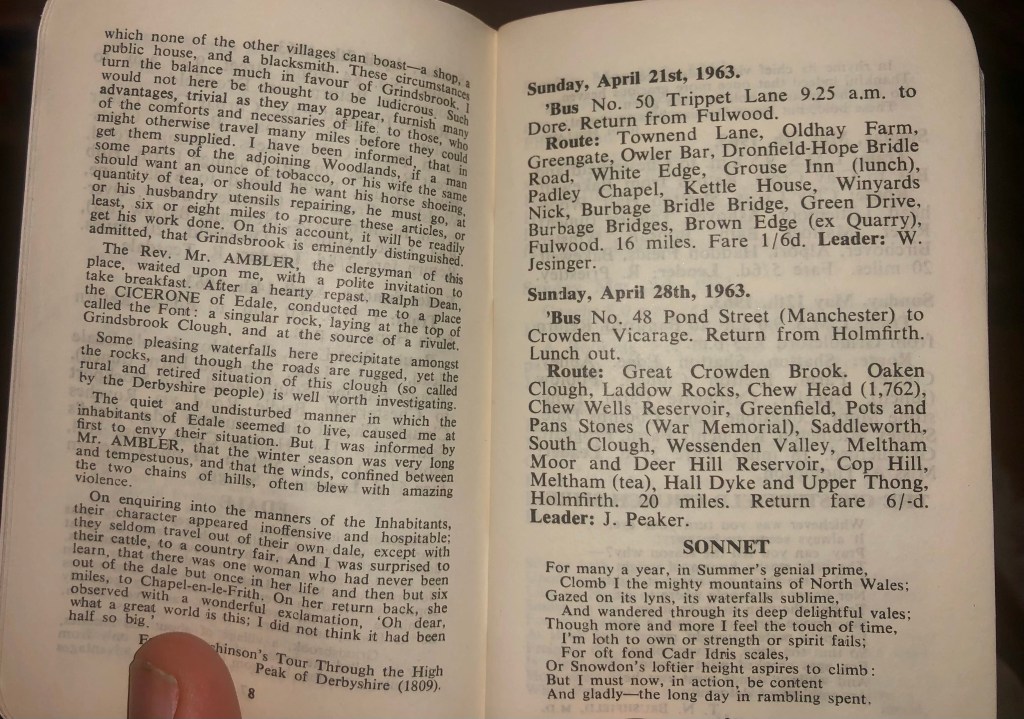 which none of the other villages can boast—a shop, a
public house, and a blacksmith. These circumstances
turn the balance much in favour of Grindsbrook. I
would not here be thought to be ludicrous. Such
advantages, trivial as they may appear, furnish many
of the comforts and necessaries of life, to those, who
might otherwise travel many miles before they could
get them supplied. I have been informed, that in
some parts of the adjoining Woodlands, if a man
should want an ounce of tobacco, or his wife the same
quantity of tea, or should he want his horse shoeing,
or his husbandry utensils repairing, he must go, at
least, six or eight miles to procure these articles, or
get his work done. On this account, it will be readily
admitted, that Grindsbrook is eminently distinguished.
The Rev. Mr. AMBLER, the clergyman of this
place, waited upon me, with a polite invitation to
take breakfast. After a hearty repast, Ralph Dean,
the CICERONE of Edale, conducted me to a place
called the Font: a singular rock, laying at the top of
Grindsbrook Clough, and at the source of a rivulet.
Some pleasing waterfalls here precipitate amongst
the rocks, and though the roads are rugged, yet the
rural and retired situation of this clough (so called
by the Derbyshire people) is well worth investigating.
The quiet and undisturbed manner in which the
inhabitants of Edale seemed to live, caused me at
first to envy their situation. But I was informed by
Mr. AMBLER, that the winter season was very long
and tempestuous, and that the winds, confined between
the two chains of hills, often blew with amazing
violence.
On enquiring into the manners of the Inhabitants,
their character appeared inoffensive and hospitable;
they seldom travel out of their own dale, except with
their cattle, to a country fair. And I was surprised to
learn, that there was one woman who had never been
out of the dale but once in her life and then but six
miles, to Chapel-en-le-Frith. On her return back, she
observed with a wonderful exclamation, 'Oh dear,
what a great world is this; I did not think it had been
half so big.'
chinson's Tour Through the High
Peak of Derbyshire (1809).
8
Sunday, April 21st, 1963.
'Bus No. 50 Trippet Lane 9.25 a.m. to
Dore. Return from Fulwood.
Route: Townend Lane, Oldhay Farm,
Greengate, Owler Bar, Dronfield-Hope Bridle
Road, White Edge, Grouse Inn (lunch),
Padley Chapel, Kettle House, Winyards
Nick, Burbage Bridle Bridge, Green Drive,
Burbage Bridges, Brown Edge (ex Quarry),
Fulwood. 16 miles. Fare 1/6d. Leader: W.
Jesinger.
Sunday, April 28th, 1963.
'Bus No. 48 Pond Street (Manchester) to
Crowden Vicarage. Return from Holmfirth.
Lunch out.
Route: Great Crowden Brook. Oaken
Clough, Laddow Rocks, Chew Head (1,762),
Chew Wells Reservoir, Greenfield, Pots and
Pans Stones (War Memorial), Saddleworth,
South Clough, Wessenden Valley, Meltham
Moor and Deer Hill Reservoir, Cop Hill,
Meltham (tea), Hall Dyke and Upper Thong,
Holmfirth. 20 miles. Return fare 6/-d.
Leader: J. Peaker.
SONNET
For many a year, in Summer's genial prime,
Clomb I the mighty mountains of North Wales;
Gazed on its lyns, its waterfalls sublime,
And wandered through its deep delightful vales;
Though more and more I feel the touch of time,
I'm loth to own or strength or spirit fails;
For oft fond Cadr Idris scales,
Or Snowdon's loftier height aspires to climb:
But I must now, in action, be content
And gladly—the long day in rambling spent.